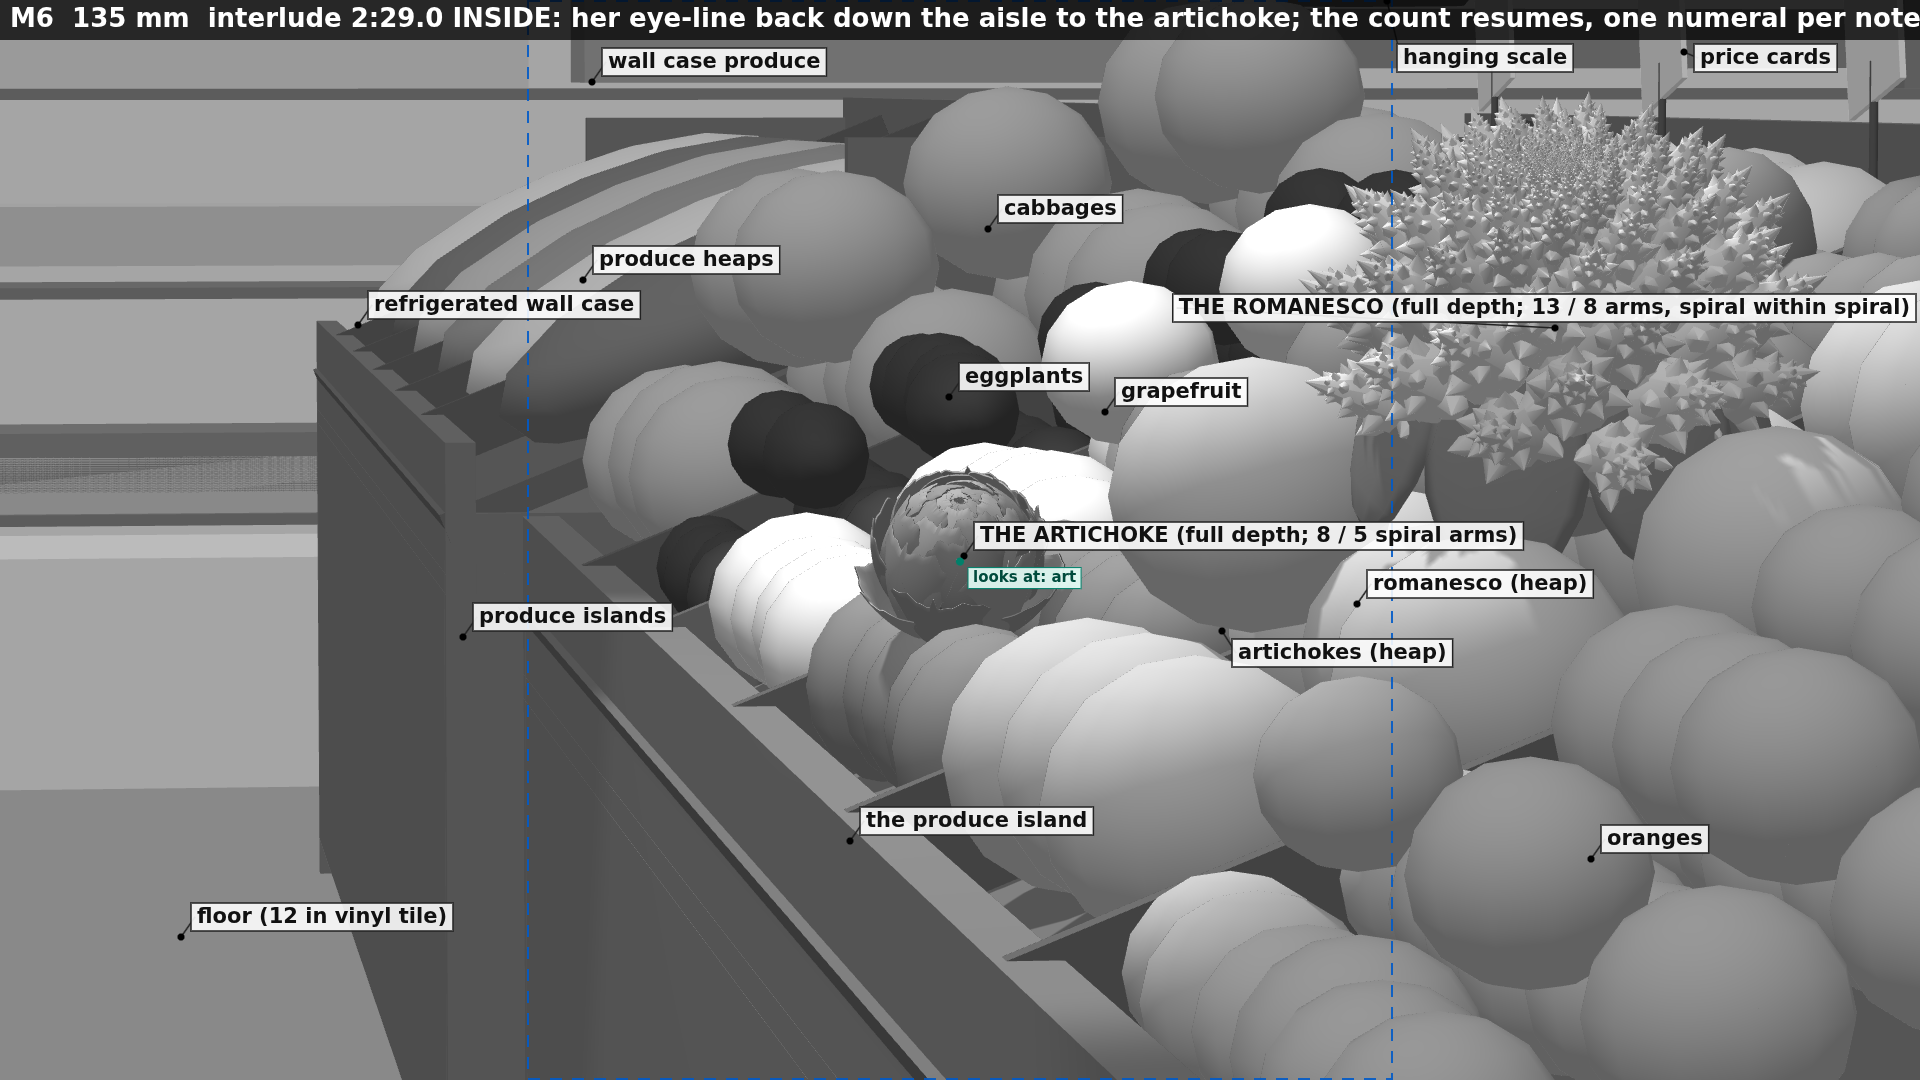 M6  135 mm  interlude 2:29.0 INSIDE: her eye-line back down the aisle to the artichoke; the count resumes, one numeral per note
wall case produce
hanging scale
price cards
cabbages
produce heaps
refrigerated wall case
THE ROMANESCO (full depth; 13 / 8 arms, spiral within spiral)
eggplants
grapefruit
THE ARTICHOKE (full depth; 8 / 5 spiral arms)
looks at: art
romanesco (heap)
produce islands
artichokes (heap)
the produce island
oranges
floor (12 in vinyl tile)